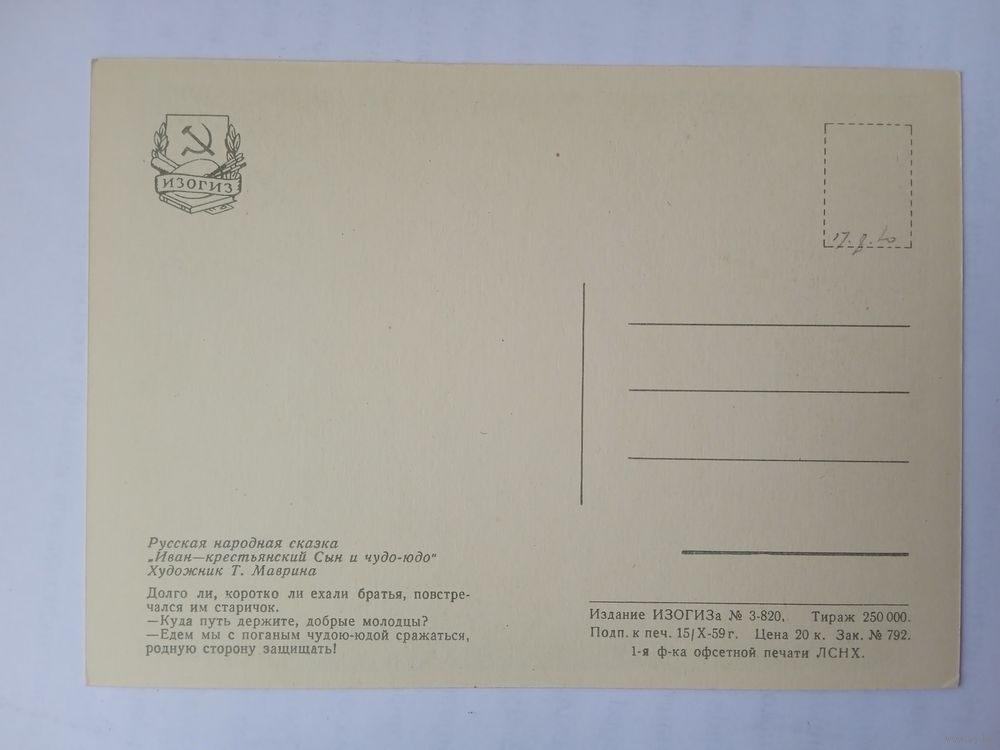 ИЗОГИЗ
17.8.60
Русская народная сказка
„Иван—крестьянский Сын и чудо-юдо“
Художник Т. Маврина
Долго ли, коротко ли ехали братья, повстре-
чался им старичок.
—Куда путь держите, добрые молодцы?
—Едем мы с поганым чудою-юдой сражаться,
родную сторону защищать!
Издание ИЗОГИЗа № 3-820. Тираж 250 000.
Подп. к печ. 15/X-59 г. Цена 20 к. Зак. № 792.
1-я ф-ка офсетной печати ЛСНХ.